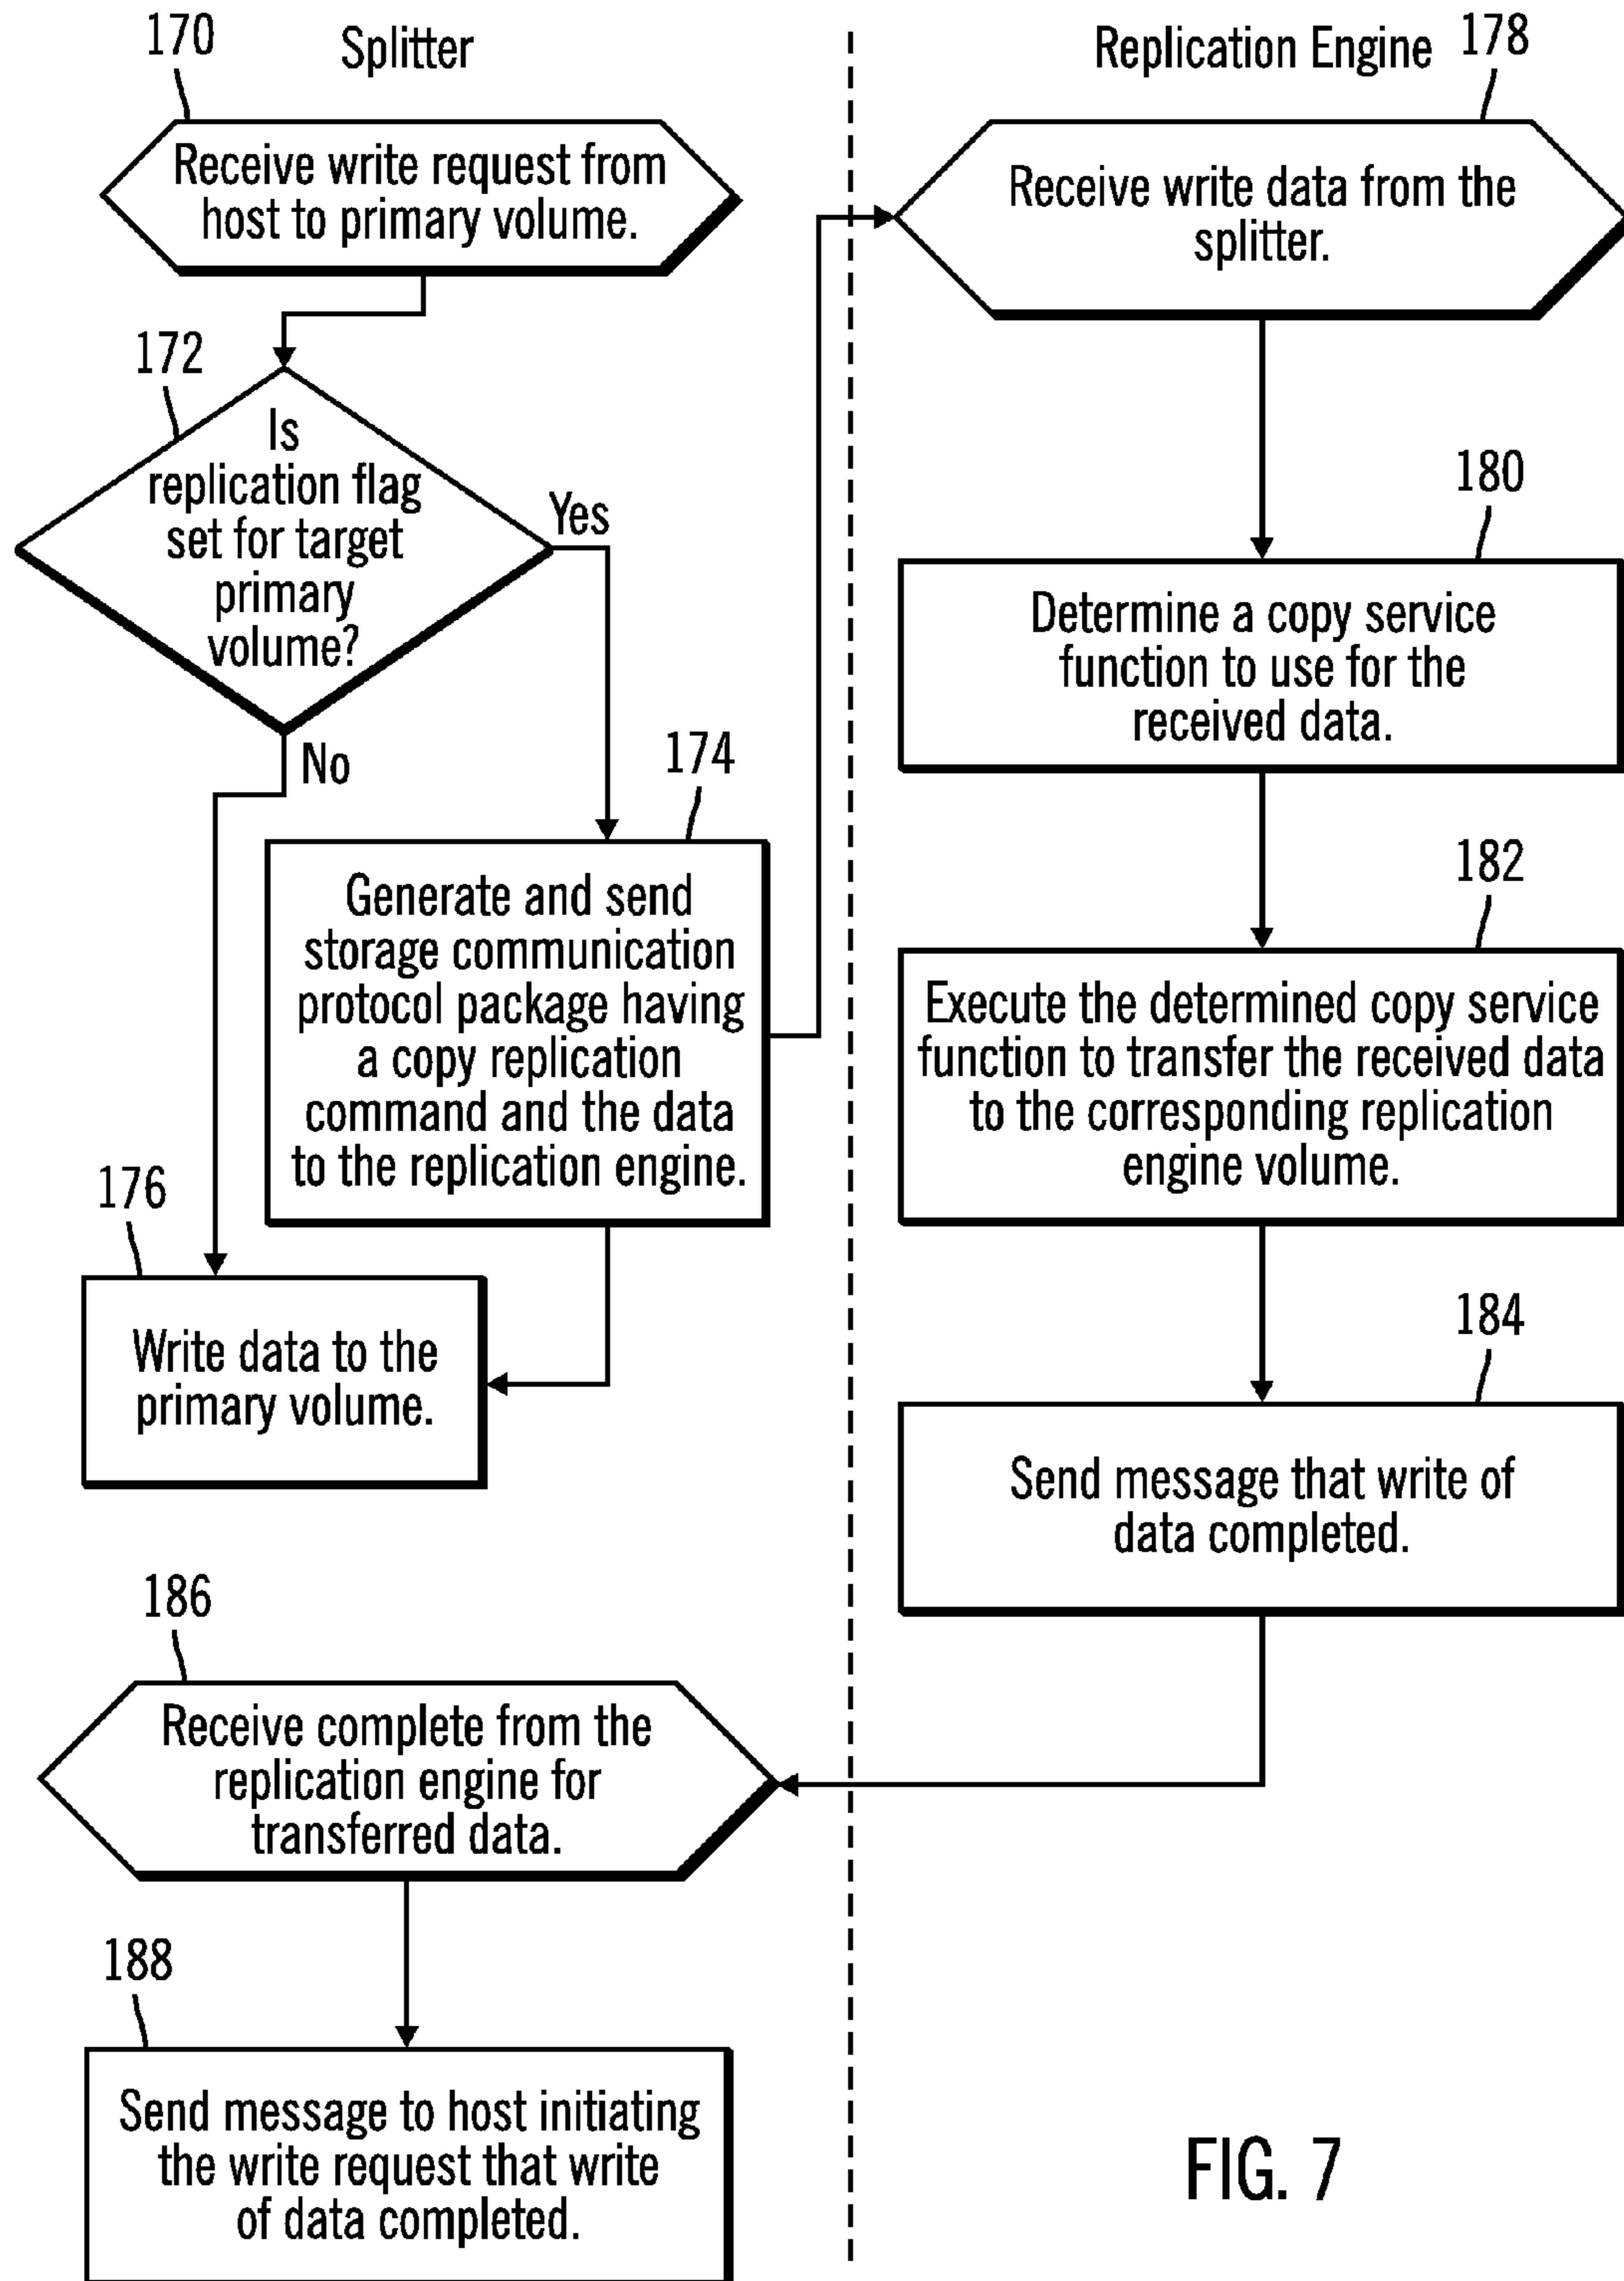 170
Splitter
Receive write request from
host to primary volume.
172
Is
replication flag
set for target
primary
volume?
Yes
No
174
Generate and send
storage communication
protocol package having
a copy replication
command and the data
to the replication engine.
176
Write data to the
primary volume.
186
Receive complete from the
replication engine for
transferred data.
188
Send message to host initiating
the write request that write
of data completed.
Replication Engine
178
Receive write data from the
splitter.
180
Determine a copy service
function to use for the
received data.
182
Execute the determined copy service
function to transfer the received data
to the corresponding replication
engine volume.
184
Send message that write of
data completed.
FIG. 7